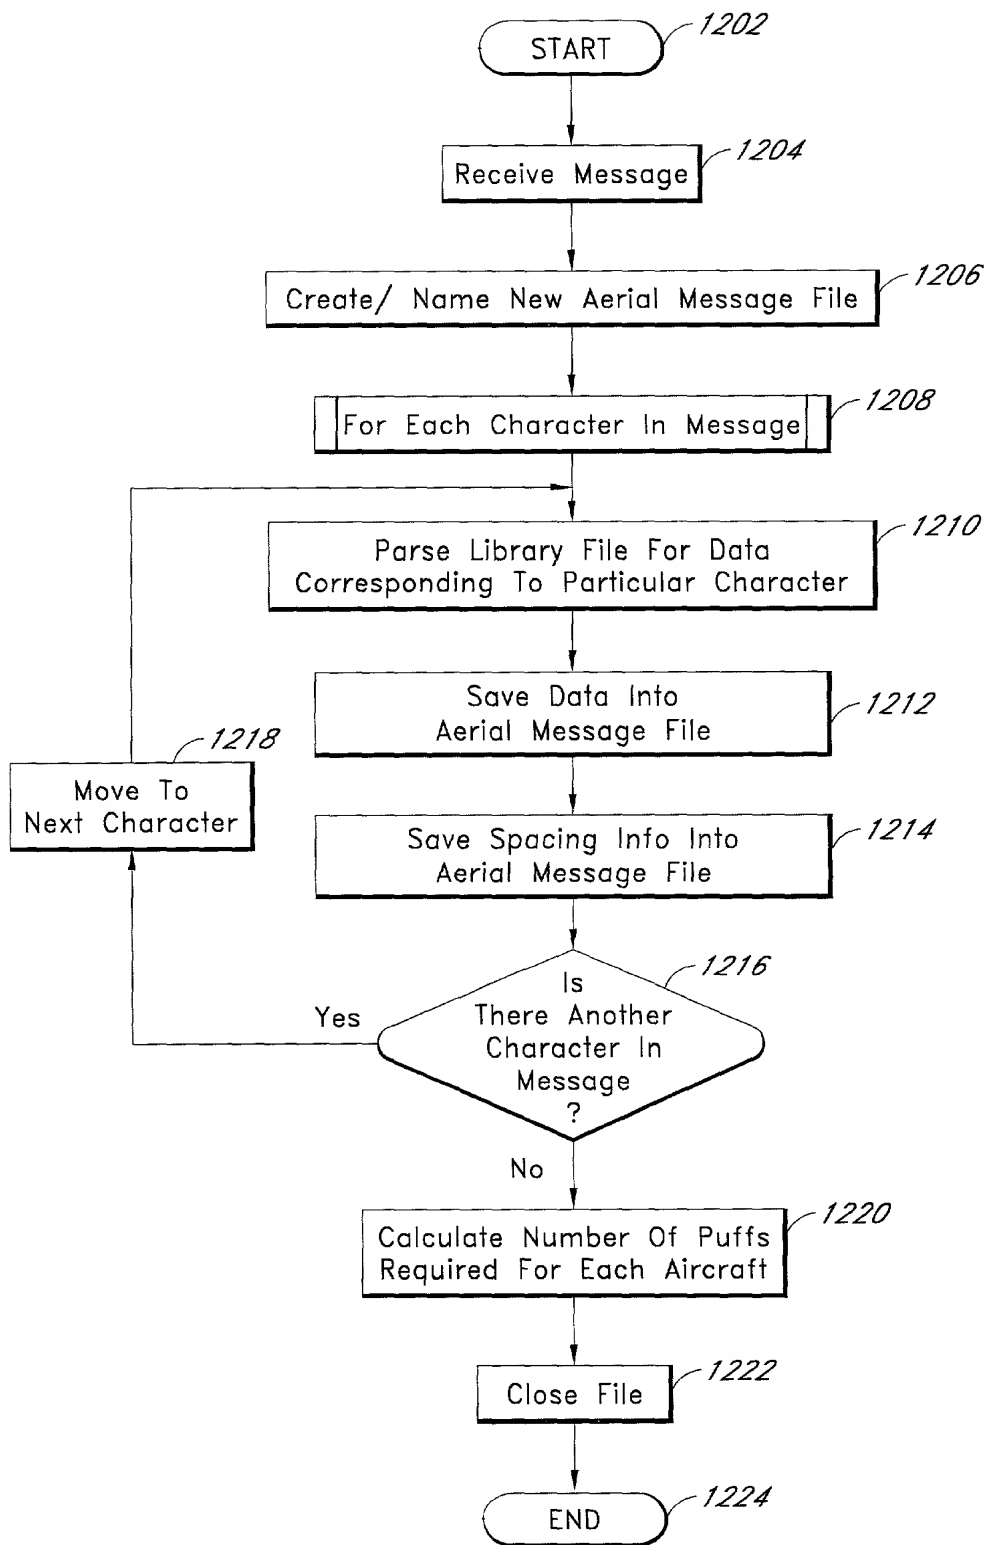 START
1202
Receive Message
1204
Create/ Name New Aerial Message File
1206
For Each Character In Message
1208
Parse Library File For Data
Corresponding To Particular Character
1210
Save Data Into
Aerial Message File
1212
Move To
Next Character
1218
Save Spacing Info Into
Aerial Message File
1214
Is
There Another
Character In
Message
?
1216
Yes
No
Calculate Number Of Puffs
Required For Each Aircraft
1220
Close File
1222
END
1224